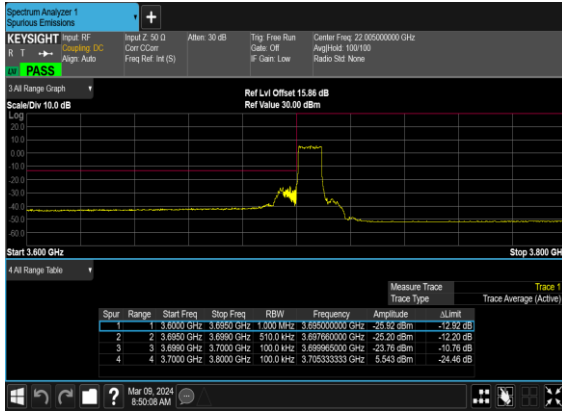 Spectrum Analyzer 1
Spurious Emissions
KEYSIGHT Input: RF Input Z: 50 Ω Atten: 30 dB Trig: Free Run Center Freq: 22.005000000 GHz
R T Coupling: DC Corr CCorr Gate: Off Avg|Hold: 100/100
Align: Auto Freq Ref: Int (S) IF Gain: Low Radio Std: None
PASS
3 All Range Graph
Ref Lvl Offset 15.86 dB
Scale/Div 10.0 dB Ref Value 30.00 dBm
Log
20.0
10.0
0.00
-10.0
-20.0
-30.0
-40.0
-50.0
-60.0
Start 3.600 GHz Stop 3.800 GH
4 All Range Table
Measure Trace Trace 1
Trace Type Trace Average (Active)
Spur Range Start Freq Stop Freq RBW Frequency Amplitude ΔLimit
1 1 3.6000 GHz 3.6950 GHz 1.000 MHz 3.695000000 GHz -25.92 dBm -12.92 dB
2 2 3.6950 GHz 3.6990 GHz 510.0 kHz 3.697660000 GHz -25.20 dBm -12.20 dB
3 3 3.6990 GHz 3.7000 GHz 100.0 kHz 3.699965000 GHz -23.76 dBm -10.76 dB
4 4 3.7000 GHz 3.8000 GHz 100.0 kHz 3.705333333 GHz 5.543 dBm -24.46 dB
? Mar 09, 2024
8:50:08 AM